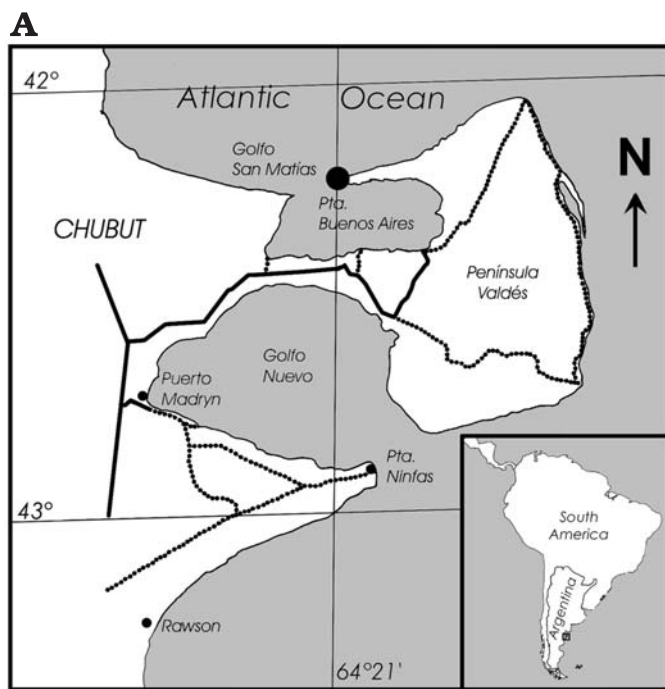 A
42°
Atlantic Ocean
Golfo
San Matías
N
Pta.
Buenos Aires
CHUBUT
Península
Valdés
Golfo
Nuevo
Puerto
Madryn
Pta.
Ninfas
43°
South
America
Argentina
Rawson
64°21'